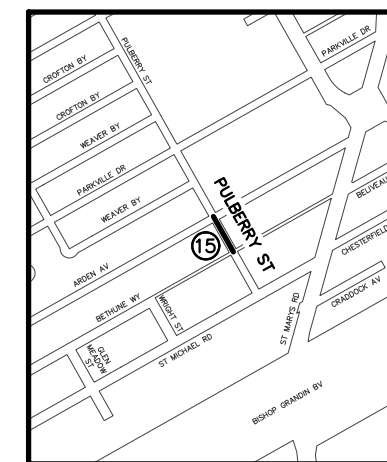 PULBERRY ST
PARKVILLE DR
CROFTON BY
CROFTON BY
WEAVER BY
PARKVILLE DR
WEAVER BY
BELIVEAU
PULBERRY ST
15
CHESTERFIELD
ARDEN AV
CRADDOCK AV
BETHUNE WY
WRIGHT ST
ST MARYS RD
GLEN
MEADOW
ST
ST MICHAEL RD
BISHOP GRANDIN BV